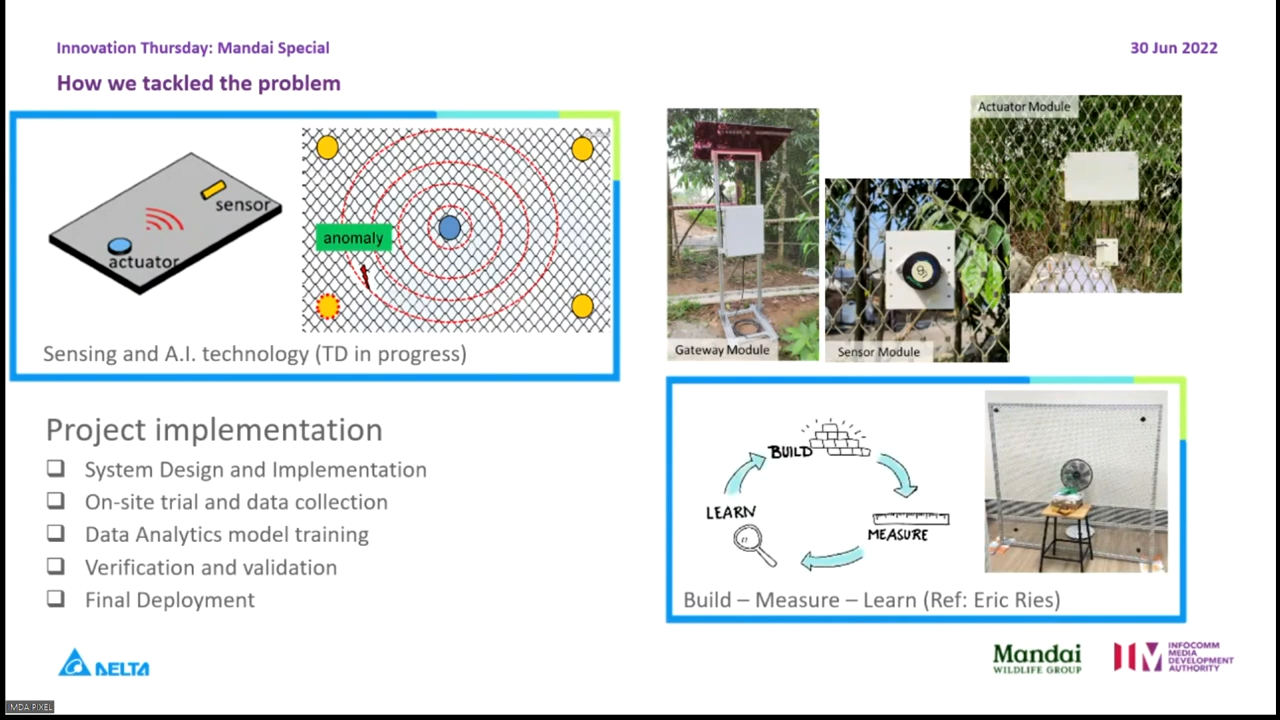 Innovation Thursday: Mandai Special
30 Jun 2022
How we tackled the problem
sensor
actuator
anomaly
Sensing and A.I. technology (TD in progress)
Gateway Module
Sensor Module
Actuator Module
Project implementation
System Design and Implementation
On-site trial and data collection
Data Analytics model training
Verification and validation
Final Deployment
BUILD
MEASURE
LEARN
Build – Measure – Learn (Ref: Eric Ries)
DELTA
Mandai
WILDLIFE GROUP
INFOCOMM
MEDIA
DEVELOPMENT
AUTHORITY
IMDA PIXEL